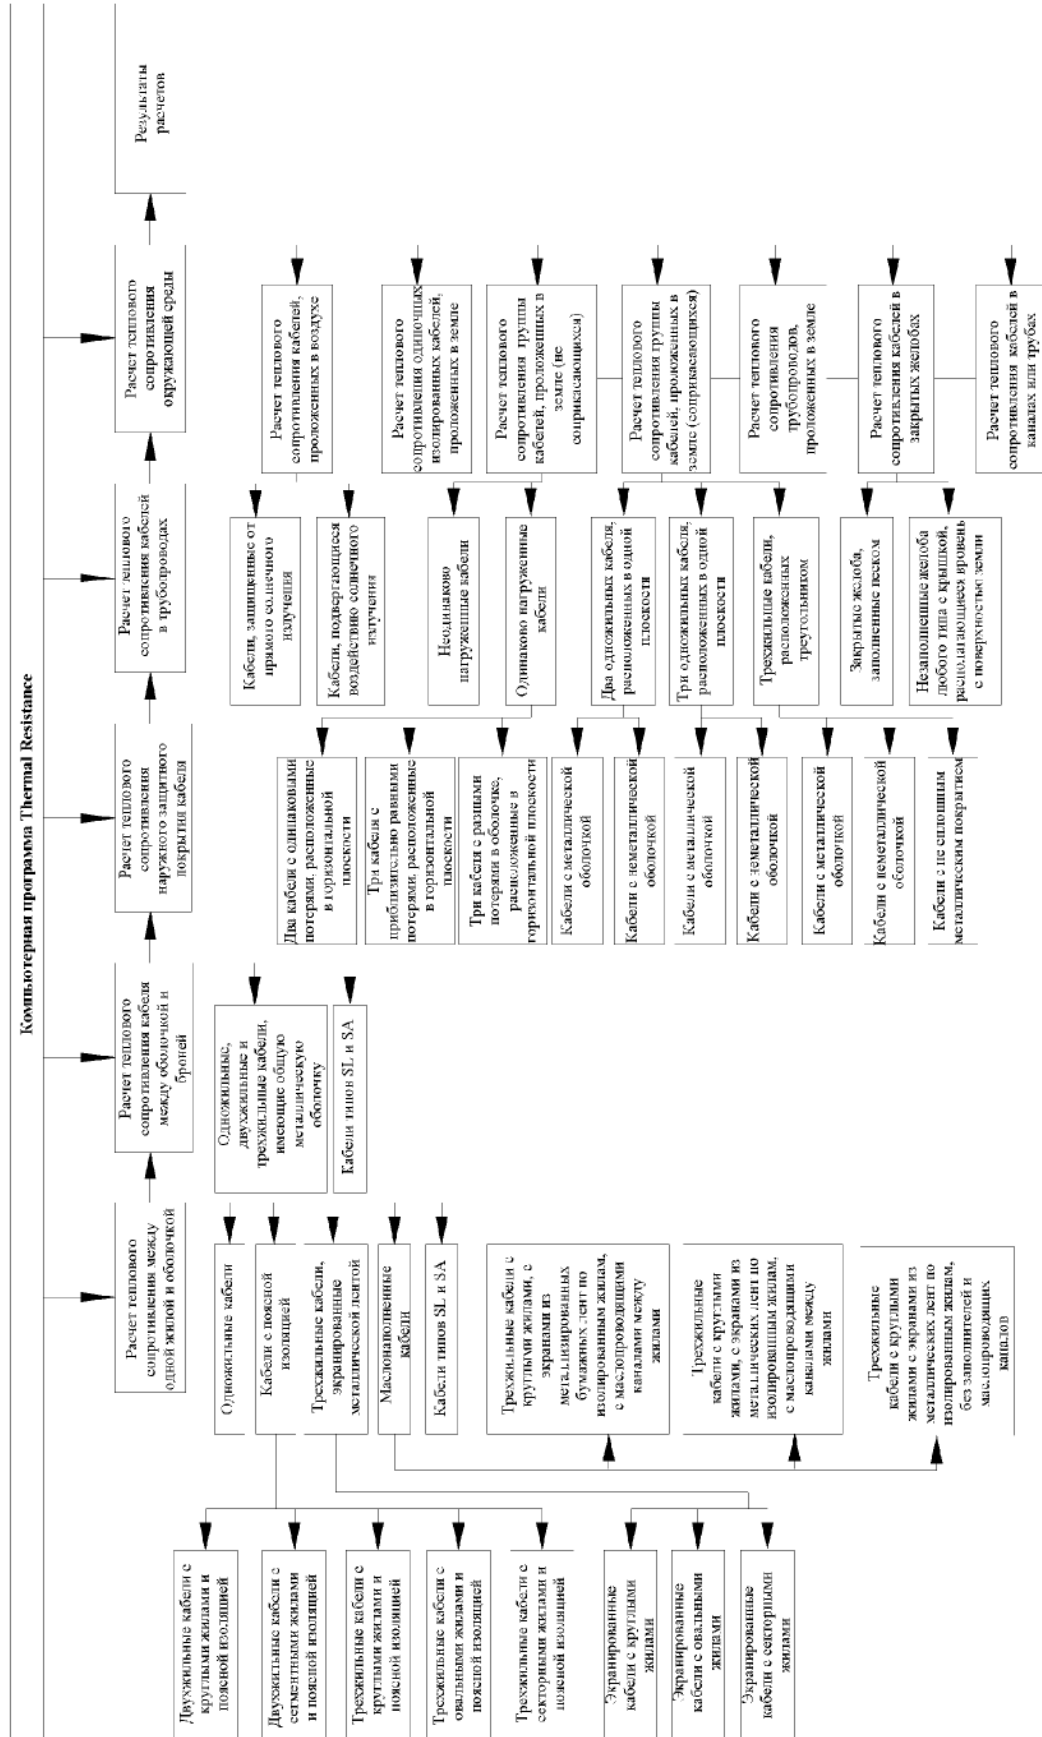 Компьютерная программа Thermal Resistance
Расчет теплового
сопротивления между
одной жилой и оболочкой
Расчет теплового
сопротивления кабеля
между оболочкой и
броней
Расчет теплового
сопротивления
наружного защитного
покрытия кабеля
Расчет теплового
сопротивления кабелей
в трубопроводах
Расчет теплового
сопротивления
окружающей среды
Результаты
расчетов
Одножильные кабели
Кабели с поясной
изоляцией
Трехжильные кабели,
экранированные
металлической лентой
Маслонаполненные
кабели
Кабели типов SL и SA
Двухжильные кабели с
круглыми жилами и
поясной изоляцией
Двухжильные кабели с
сегментными жилами
и поясной изоляцией
Трехжильные кабели с
круглыми жилами и
поясной изоляцией
Трехжильные кабели с
овальными жилами и
поясной изоляцией
Трехжильные кабели с
секторными жилами и
поясной изоляцией
Экранированные
кабели с круглыми
жилами
Экранированные
кабели с овальными
жилами
Экранированные
кабели с секторными
жилами
Трехжильные кабели с
круглыми жилами, с
экранами из
металлизированных
бумажных лент по
изолированным жилам,
с маслопроводящими
каналами между
жилами
Трехжильные
кабели с круглыми
жилами, с экранами из
металлических лент по
изолированным жилам,
с маслопроводящими
каналами между
жилами
Трехжильные
кабели с круглыми
жилами с экранами из
металлических лент по
изолированным жилам,
без заполнителей и
маслопроводящих
каналов
Одножильные,
двухжильные и
трехжильные кабели,
имеющие общую
металлическую
оболочку
Кабели типов SL и SA
Расчет теплового
сопротивления кабелей,
проложенных в воздухе
Расчет теплового
сопротивления одиночных
изолированных кабелей,
проложенных в земле
Расчет теплового
сопротивления группы
кабелей, проложенных в
земле (не
соприкасающихся)
Расчет теплового
сопротивления группы
кабелей, проложенных в
земле (соприкасающихся)
Расчет теплового
сопротивления
трубопроводов,
проложенных в земле
Расчет теплового
сопротивления кабелей в
закрытых желобах
Расчет теплового
сопротивления кабелей в
каналах или трубах
Кабели, защищенные от
прямого солнечного
излучения
Кабели, подвергающиеся
воздействию солнечного
излучения
Неодинаково
нагруженные кабели
Одинаково нагруженные
кабели
Два одножильных кабеля,
расположенных в одной
плоскости
Три одножильных кабеля,
расположенных в одной
плоскости
Трехжильные кабели,
расположенных
треугольником
Закрытые желоба,
заполненные песком
Незаполненные желоба
любого типа с крышкой,
располагающиеся вровень
с поверхностью земли
Два кабели с одинаковыми
потерями, расположенные
в горизонтальной
плоскости
Три кабеля с
приблизительно равными
потерями, расположенные
в горизонтальной
плоскости
Три кабеля с разными
потерями в оболочке,
расположенные в
горизонтальной плоскости
Кабели с металлической
оболочкой
Кабели с неметаллической
оболочкой
Кабели с металлической
оболочкой
Кабели с неметаллической
оболочкой
Кабели с металлической
оболочкой
Кабели с неметаллической
оболочкой
Кабели с не сплошным
металлическим покрытием